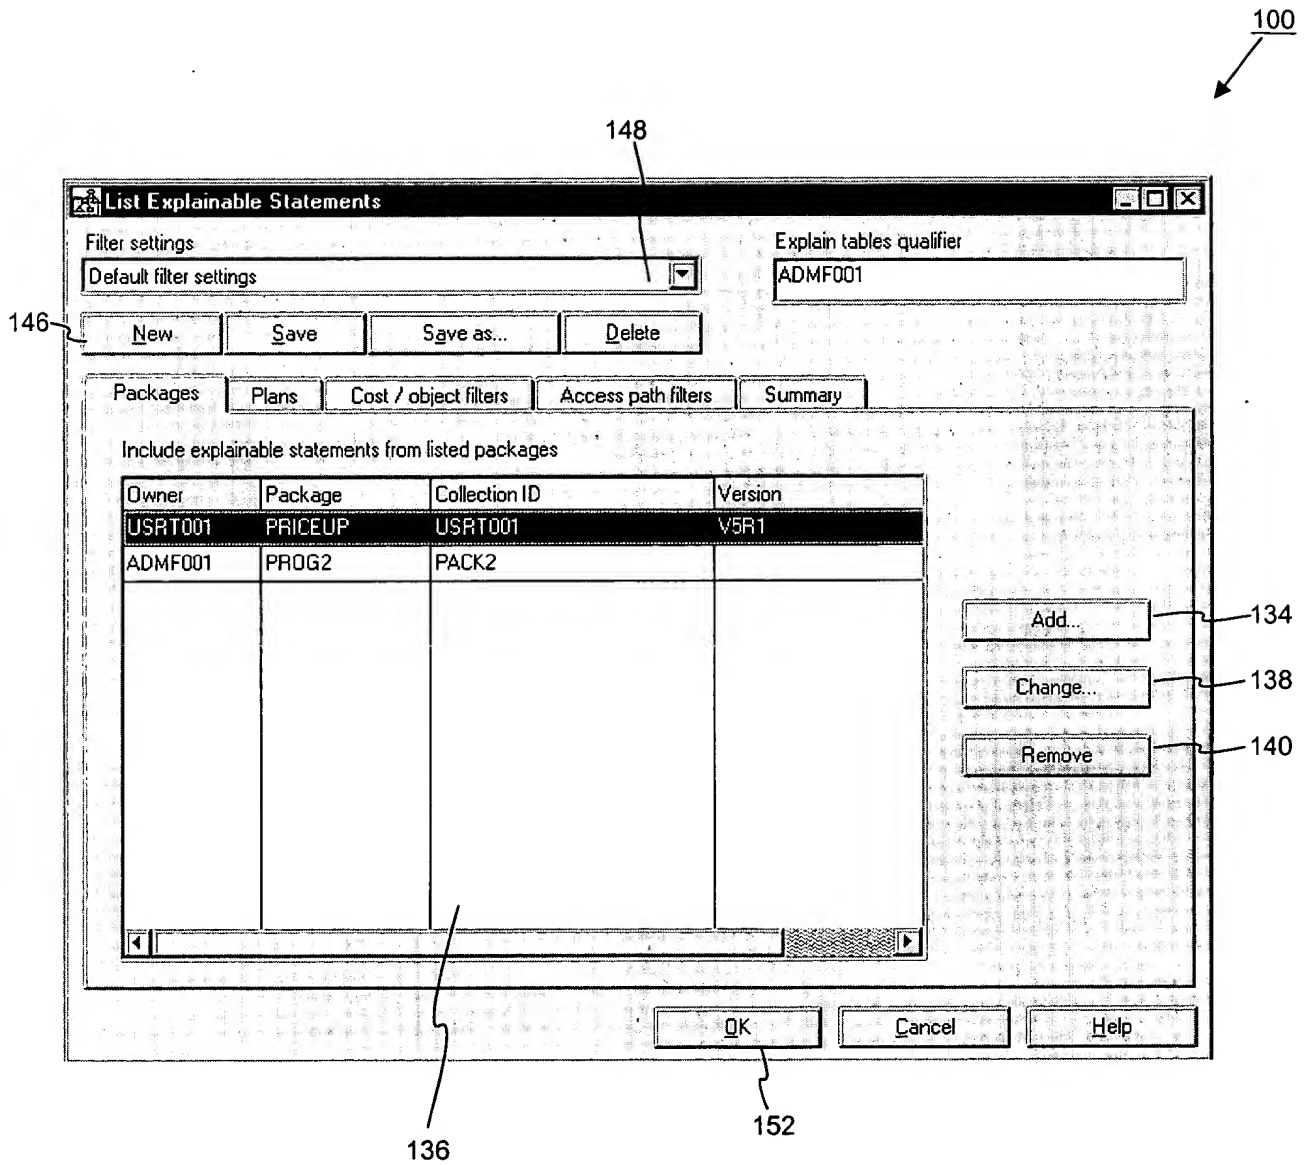 100
148
List Explainable Statements
Filter settings
Explain tables qualifier
Default filter settings
ADMF001
146
New
Save
Save as...
Delete
Packages
Plans
Cost / object filters
Access path filters
Summary
Include explainable statements from listed packages
Owner Package Collection ID Version
USRT001 PRICEUP USRT001 V5R1
ADMF001 PROG2 PACK2
Add...
134
Change...
138
Remove
140
OK
Cancel
Help
152
136